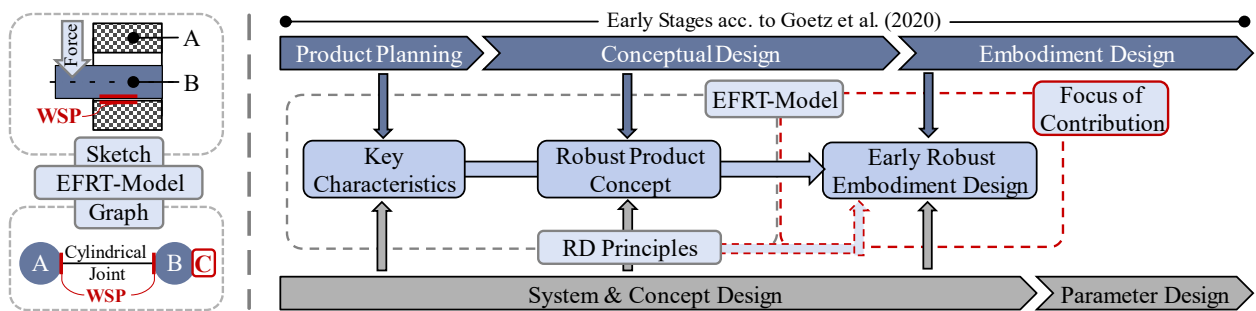 Force
A
B
WSP
Sketch
EFRT-Model
Graph
A
Cylindrical
Joint
B
C
WSP
Early Stages acc. to Goetz et al. (2020)
Product Planning
Conceptual Design
Embodiment Design
EFRT-Model
Focus of
Contribution
Key
Characteristics
Robust Product
Concept
Early Robust
Embodiment Design
RD Principles
System & Concept Design
Parameter Design